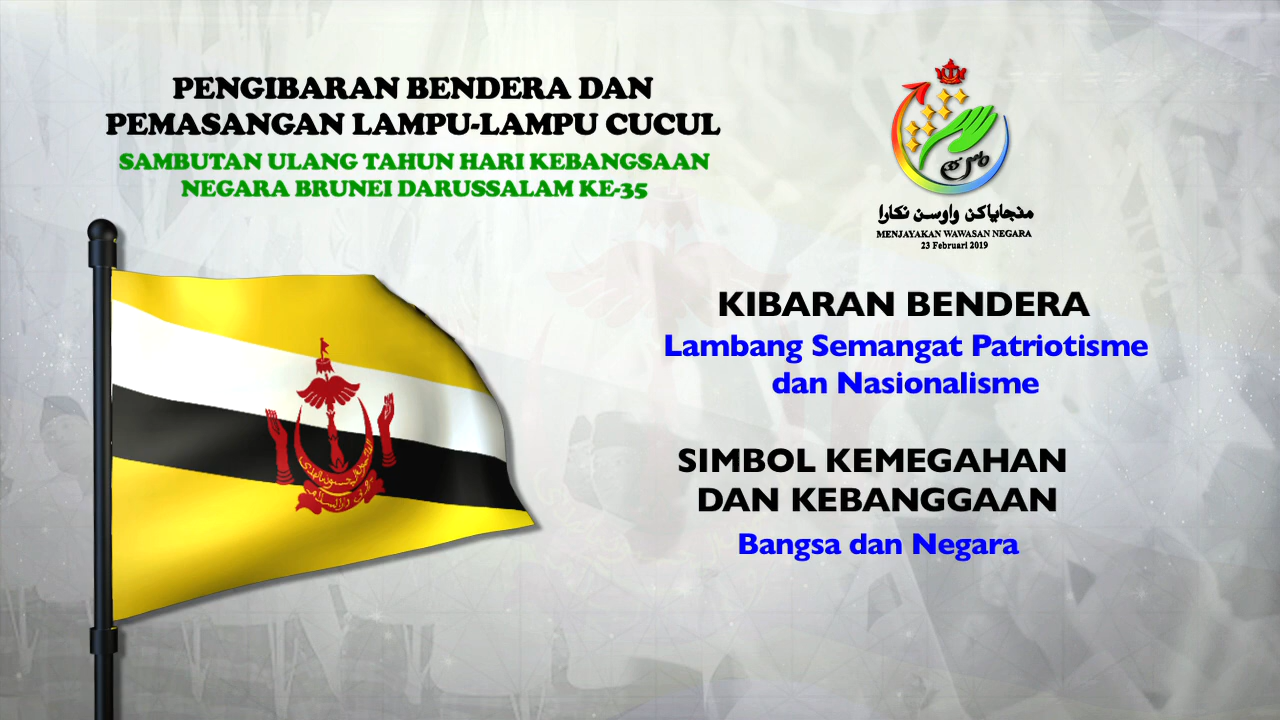 PENGIBARAN BENDERA DAN
PEMASANGAN LAMPU-LAMPU CUCUL
SAMBUTAN ULANG TAHUN HARI KEBANGSAAN
NEGARA BRUNEI DARUSSALAM KE-35
منجاياكن واوسن نݢارا
MENJAYAKAN WAWASAN NEGARA
23 Februari 2019
KIBARAN BENDERA
Lambang Semangat Patriotisme
dan Nasionalisme
SIMBOL KEMEGAHAN
DAN KEBANGGAAN
Bangsa dan Negara